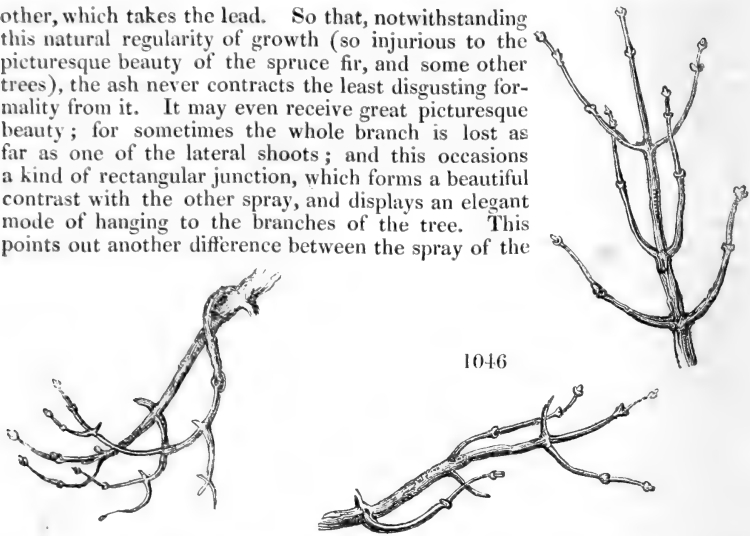 other, which takes the lead. So that, notwithstanding
this natural regularity of growth (so injurious to the
picturesque beauty of the spruce fir, and some other
trees), the ash never contracts the least disgusting for-
mality from it. It may even receive great picturesque
beauty; for sometimes the whole branch is lost as
far as one of the lateral shoots; and this occasions
a kind of rectangular junction, which forms a beautiful
contrast with the other spray, and displays an elegant
mode of hanging to the branches of the tree. This
points out another difference between the spray of the
1046